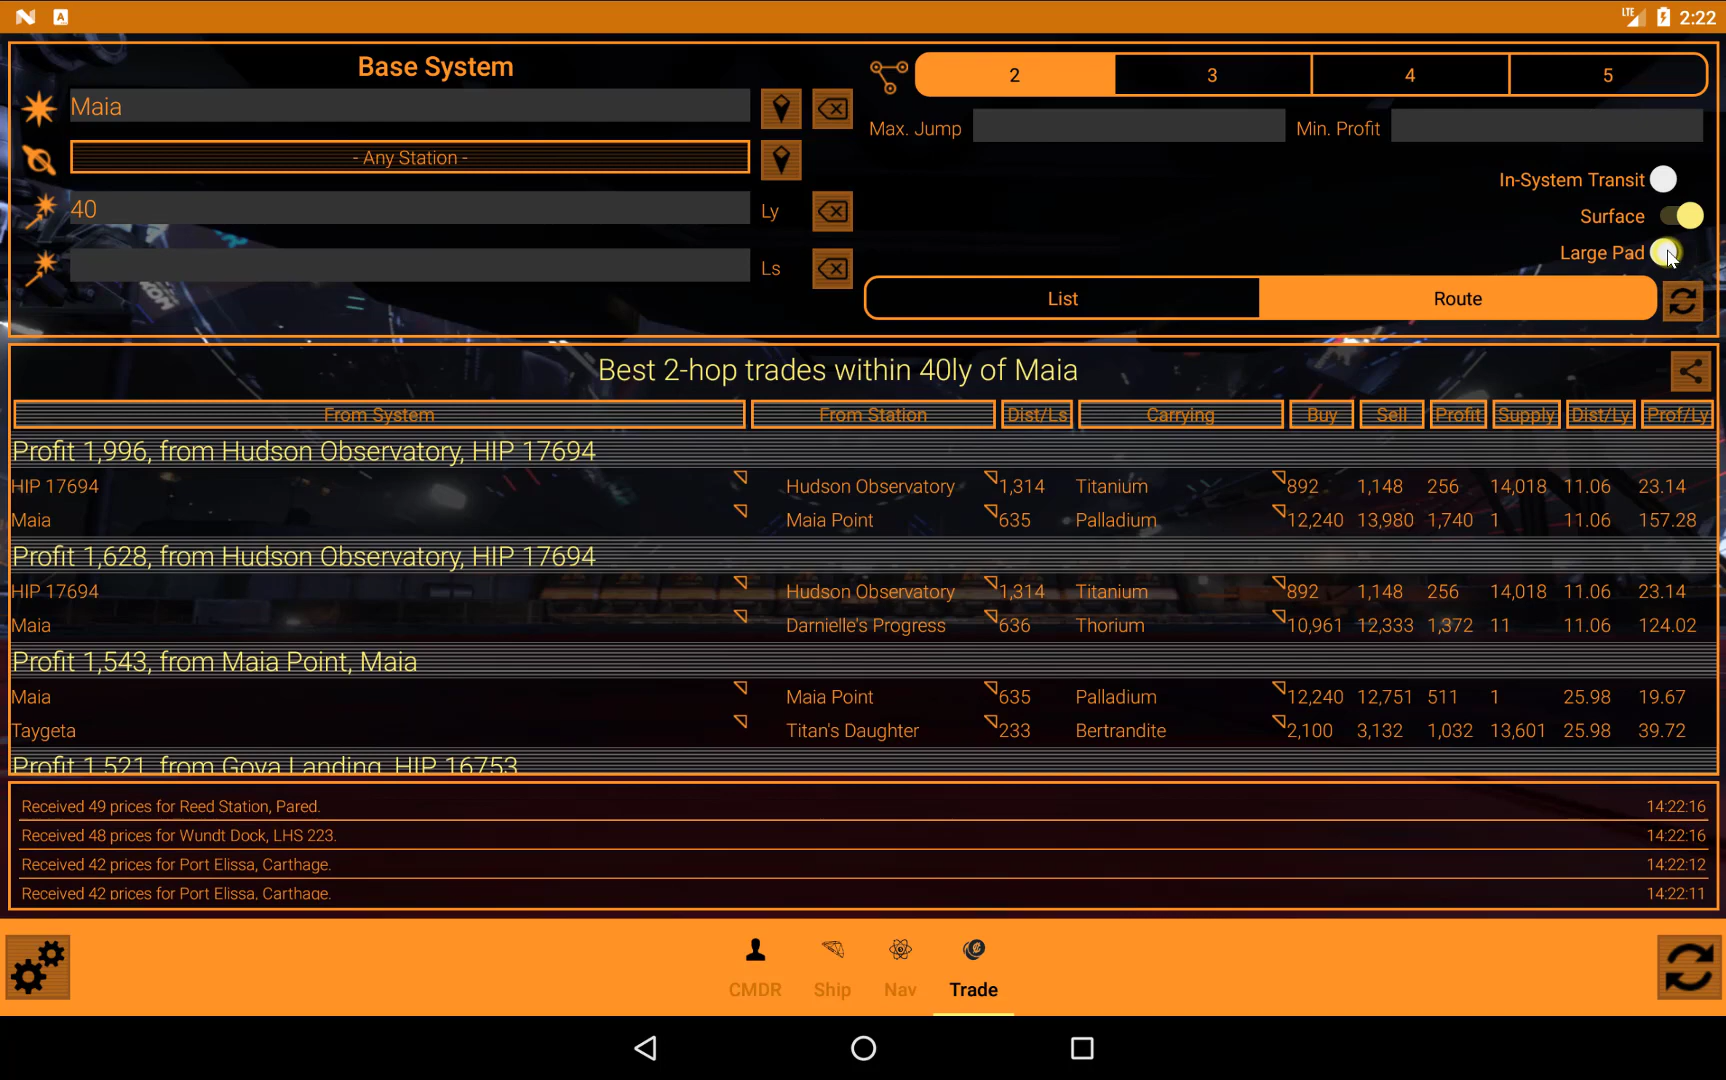 LTE 2:22
Base System
Maia
- Any Station -
40 Ly
Ls
2 3 4 5
Max. Jump Min. Profit
In-System Transit
Surface
Large Pad
List Route
Best 2-hop trades within 40ly of Maia
From System From Station Dist/Ls Carrying Buy Sell Profit Supply Dist/Ly Prof/Ly
Profit 1,996, from Hudson Observatory, HIP 17694
HIP 17694 Hudson Observatory 1,314 Titanium 892 1,148 256 14,018 11.06 23.14
Maia Maia Point 635 Palladium 12,240 13,980 1,740 1 11.06 157.28
Profit 1,628, from Hudson Observatory, HIP 17694
HIP 17694 Hudson Observatory 1,314 Titanium 892 1,148 256 14,018 11.06 23.14
Maia Darnielle's Progress 636 Thorium 10,961 12,333 1,372 11 11.06 124.02
Profit 1,543, from Maia Point, Maia
Maia Maia Point 635 Palladium 12,240 12,751 511 1 25.98 19.67
Taygeta Titan's Daughter 233 Bertrandite 2,100 3,132 1,032 13,601 25.98 39.72
Profit 1,521, from Goya Landing, HIP 16753
Received 49 prices for Reed Station, Pared. 14:22:16
Received 48 prices for Wundt Dock, LHS 223. 14:22:16
Received 42 prices for Port Elissa, Carthage. 14:22:12
Received 42 prices for Port Elissa, Carthage. 14:22:11
CMDR Ship Nav Trade